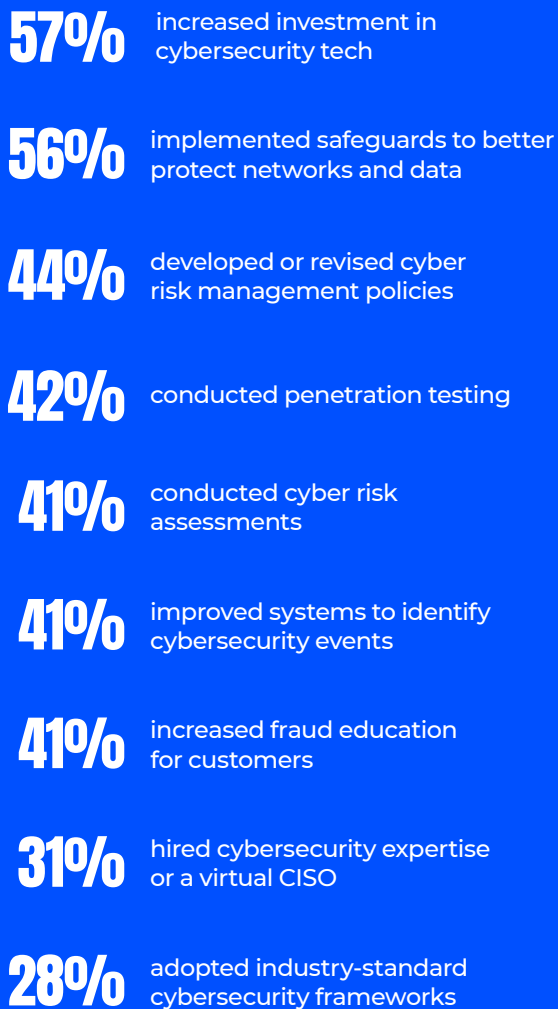 57%
increased investment in
cybersecurity tech
56%
implemented safeguards to better
protect networks and data
44%
developed or revised cyber
risk management policies
42%
conducted penetration testing
41%
conducted cyber risk
assessments
41%
improved systems to identify
cybersecurity events
41%
increased fraud education
for customers
31%
hired cybersecurity expertise
or a virtual CISO
28%
adopted industry-standard
cybersecurity frameworks